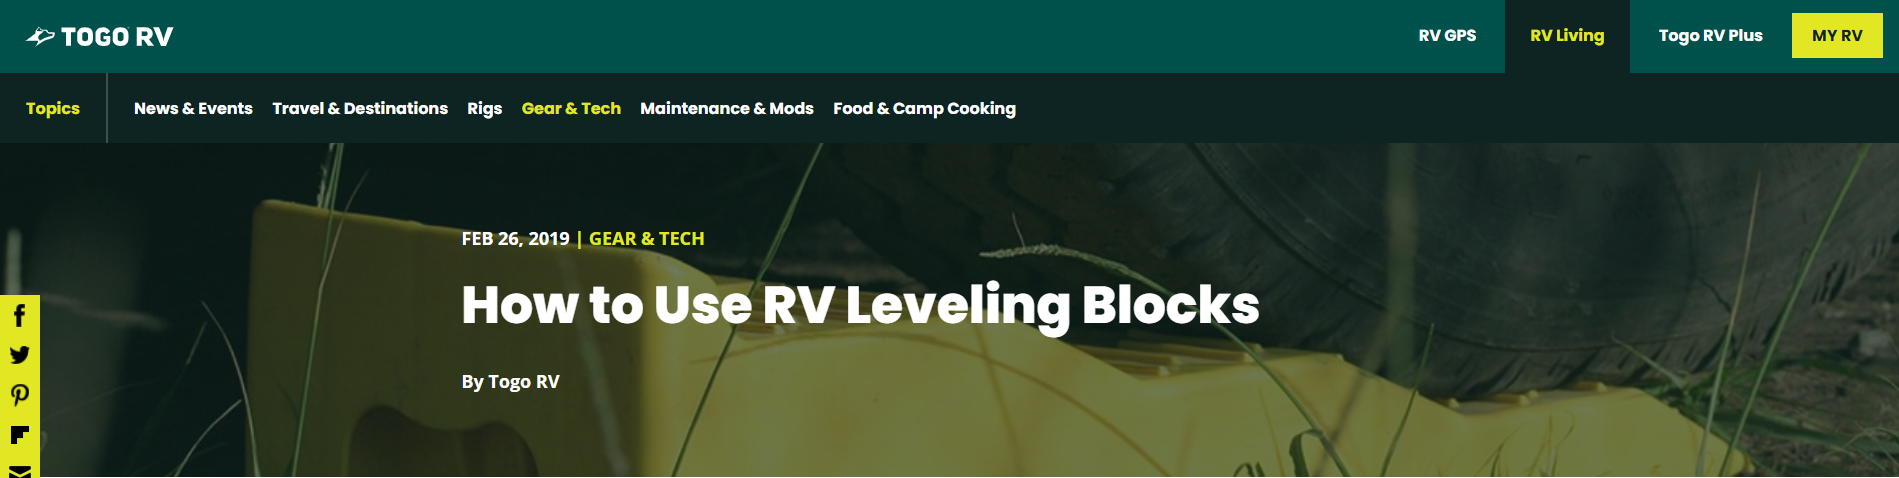 TOGO RV
RV GPS
RV Living
Togo RV Plus
MY RV
Topics
News & Events
Travel & Destinations
Rigs
Gear & Tech
Maintenance & Mods
Food & Camp Cooking
FEB 26, 2019 | GEAR & TECH
How to Use RV Leveling Blocks
By Togo RV